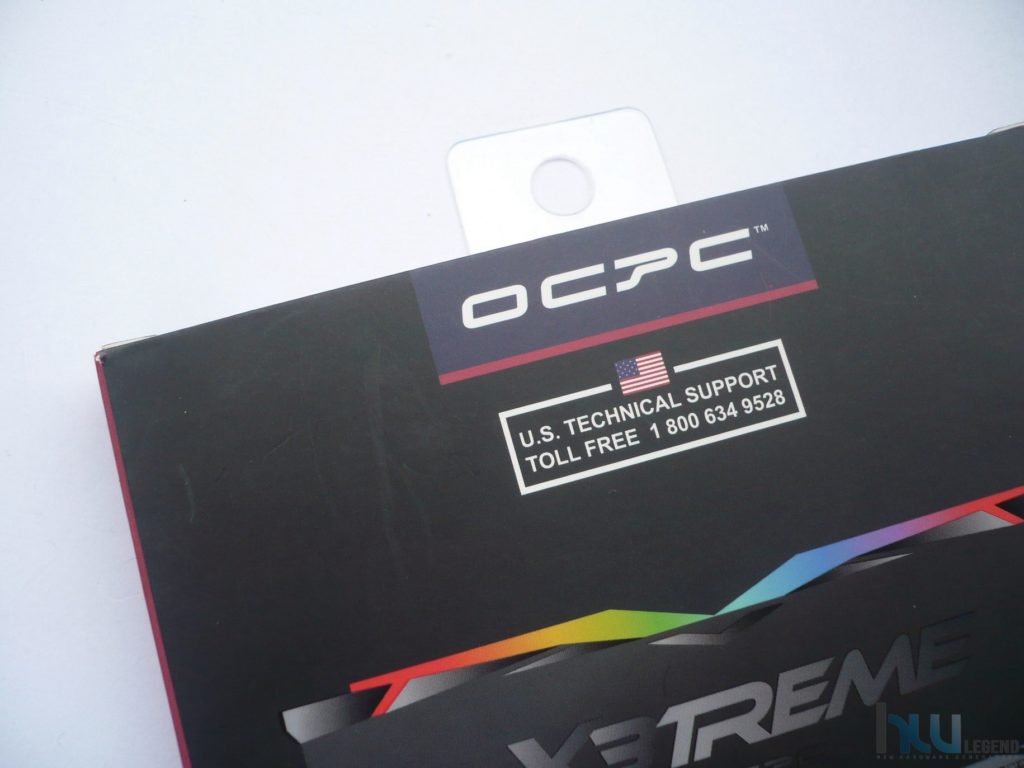 OCPC™
U.S. TECHNICAL SUPPORT
TOLL FREE 1 800 634 9528
X3TREME
LEGEND